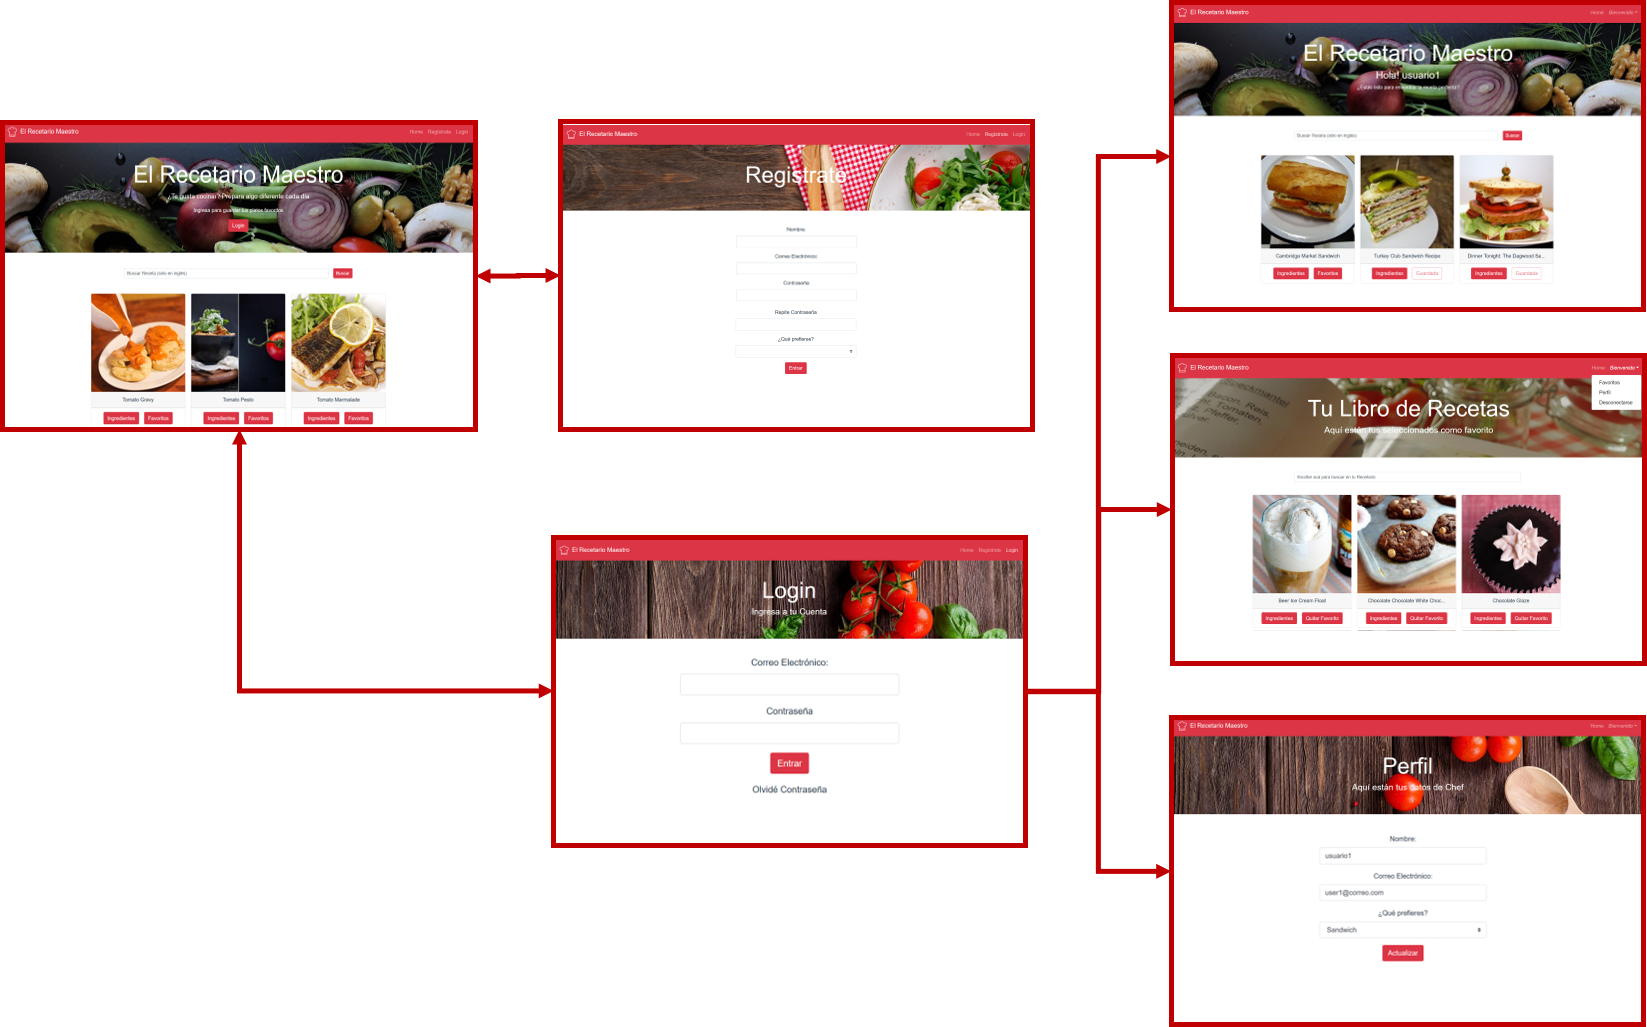 El Recetario Maestro
Home Registrate Login
El Recetario Maestro
¿Te gusta cocinar? Prepara algo diferente cada día
Ingresa para guardar tus platos favoritos
Login
Buscar Receta (solo en inglés)
Buscar
Tomato Gravy
Tomato Pesto
Tomato Marmalade
Ingredientes Favoritos
Ingredientes Favoritos
Ingredientes Favoritos
El Recetario Maestro
Home Registrate Login
Registrate
Nombre:
Correo Electrónico:
Contraseña:
Repite Contraseña
¿Qué prefieres?
Entrar
El Recetario Maestro
Home Registrate Login
Login
Ingresa a tu Cuenta
Correo Electrónico:
Contraseña
Entrar
Olvidé Contraseña
El Recetario Maestro
Home Bienvenido
El Recetario Maestro
Hola! usuario1
¿Estás listo para encontrar la receta perfecta?
Buscar Receta (solo en inglés)
Buscar
Cambridge Market Sandwich
Turkey Club Sandwich Recipe
Dinner Tonight: The Dagwood Sa...
Ingredientes Favoritos
Ingredientes Guardada
Ingredientes Guardada
El Recetario Maestro
Home Bienvenido
Favoritos
Perfil
Desconectarse
Tu Libro de Recetas
Aquí están tus seleccionados como favorito
Escribe acá para buscar en tu Recetario
Beer Ice Cream Float
Chocolate Chocolate White Choc...
Chocolate Glaze
Ingredientes Quitar Favorito
Ingredientes Quitar Favorito
Ingredientes Quitar Favorito
El Recetario Maestro
Home Bienvenido
Perfil
Aquí están tus datos de Chef
Nombre:
usuario1
Correo Electrónico:
user1@correo.com
¿Qué prefieres?
Sandwich
Actualizar